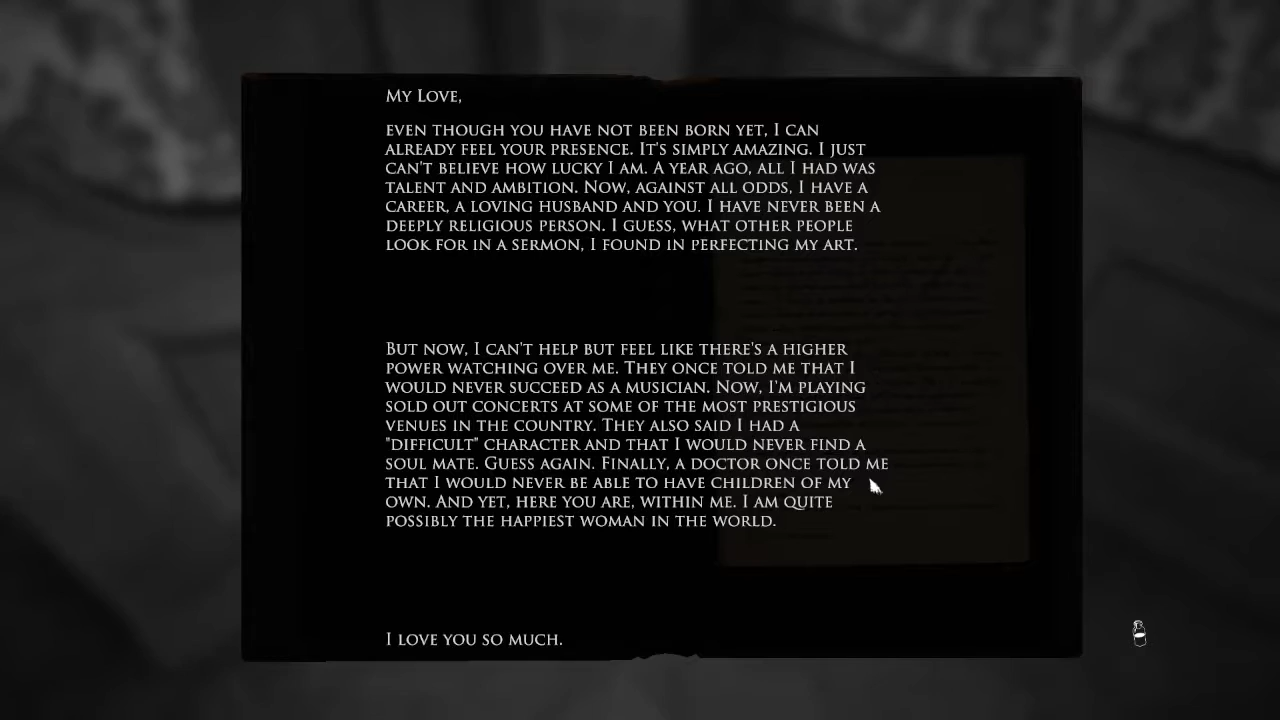 My Love,
even though you have not been born yet, I can
already feel your presence. It's simply amazing. I just
can't believe how lucky I am. A year ago, all I had was
talent and ambition. Now, against all odds, I have a
career, a loving husband and you. I have never been a
deeply religious person. I guess, what other people
look for in a sermon, I found in perfecting my art.
But now, I can't help but feel like there's a higher
power watching over me. They once told me that I
would never succeed as a musician. Now, I'm playing
sold out concerts at some of the most prestigious
venues in the country. They also said I had a
"difficult" character and that I would never find a
soul mate. Guess again. Finally, a doctor once told me
that I would never be able to have children of my
own. And yet, here you are, within me. I am quite
possibly the happiest woman in the world.
I love you so much.